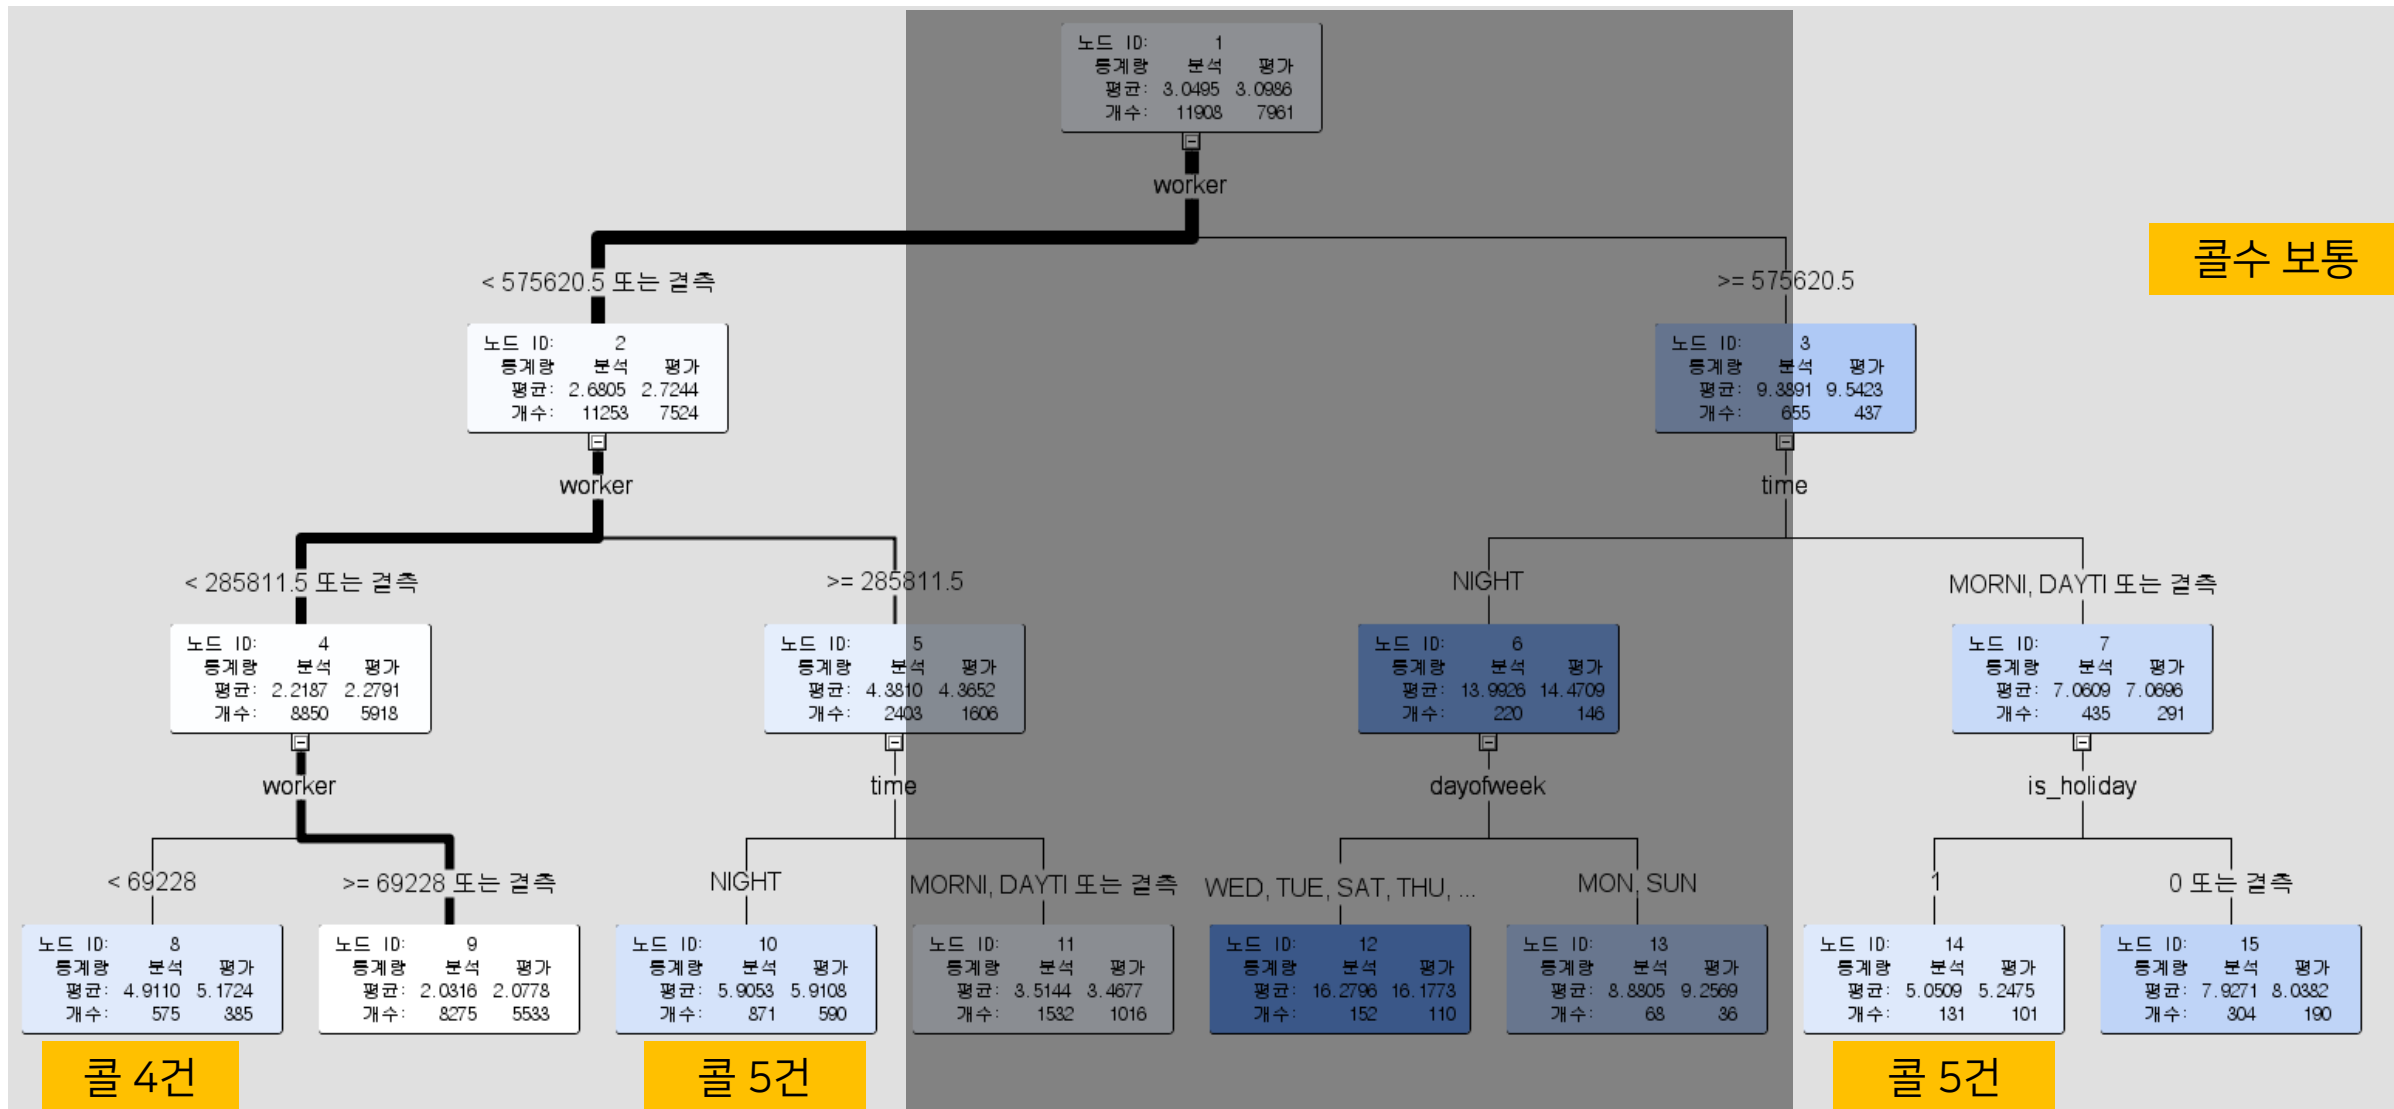 노드 ID: 1
통계량 분석 평가
평균: 3.0495 3.0986
개수: 11908 7961
worker
< 575620.5 또는 결측
>= 575620.5
콜수 보통
노드 ID: 2
통계량 분석 평가
평균: 2.6805 2.7244
개수: 11253 7524
노드 ID: 3
통계량 분석 평가
평균: 9.3891 9.5423
개수: 655 437
worker
time
< 285811.5 또는 결측
>= 285811.5
NIGHT
MORNI, DAYTI 또는 결측
노드 ID: 4
통계량 분석 평가
평균: 2.2187 2.2791
개수: 8850 5918
노드 ID: 5
통계량 분석 평가
평균: 4.3810 4.3652
개수: 2403 1606
노드 ID: 6
통계량 분석 평가
평균: 13.9926 14.4709
개수: 220 146
노드 ID: 7
통계량 분석 평가
평균: 7.0609 7.0696
개수: 435 291
worker
time
dayofweek
is_holiday
< 69228
>= 69228 또는 결측
NIGHT
MORNI, DAYTI 또는 결측
WED, TUE, SAT, THU, ...
MON, SUN
1
0 또는 결측
노드 ID: 8
통계량 분석 평가
평균: 4.9110 5.1724
개수: 575 385
노드 ID: 9
통계량 분석 평가
평균: 2.0316 2.0778
개수: 8275 5533
노드 ID: 10
통계량 분석 평가
평균: 5.9053 5.9108
개수: 871 590
노드 ID: 11
통계량 분석 평가
평균: 3.5144 3.4677
개수: 1532 1016
노드 ID: 12
통계량 분석 평가
평균: 16.2796 16.1773
개수: 152 110
노드 ID: 13
통계량 분석 평가
평균: 8.8805 9.2569
개수: 68 36
노드 ID: 14
통계량 분석 평가
평균: 5.0509 5.2475
개수: 131 101
노드 ID: 15
통계량 분석 평가
평균: 7.9271 8.0382
개수: 304 190
콜 4건
콜 5건
콜 5건